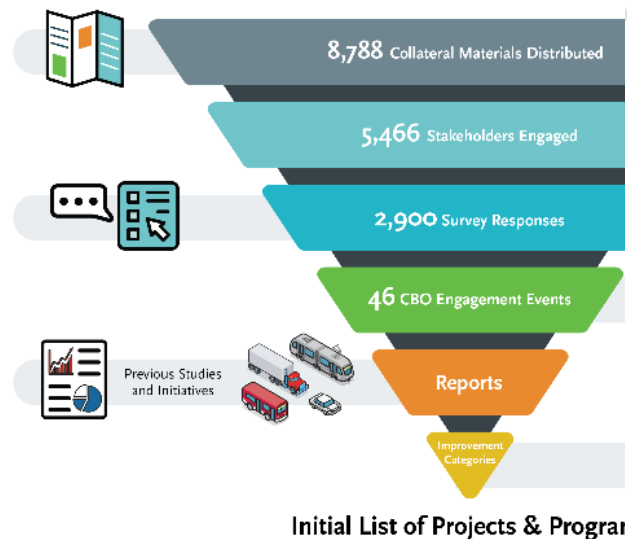 8,788 Collateral Materials Distributed
5,466 Stakeholders Engaged
2,900 Survey Responses
46 CBO Engagement Events
Previous Studies
and Initiatives
Reports
Improvement
Categories
Initial List of Projects & Program